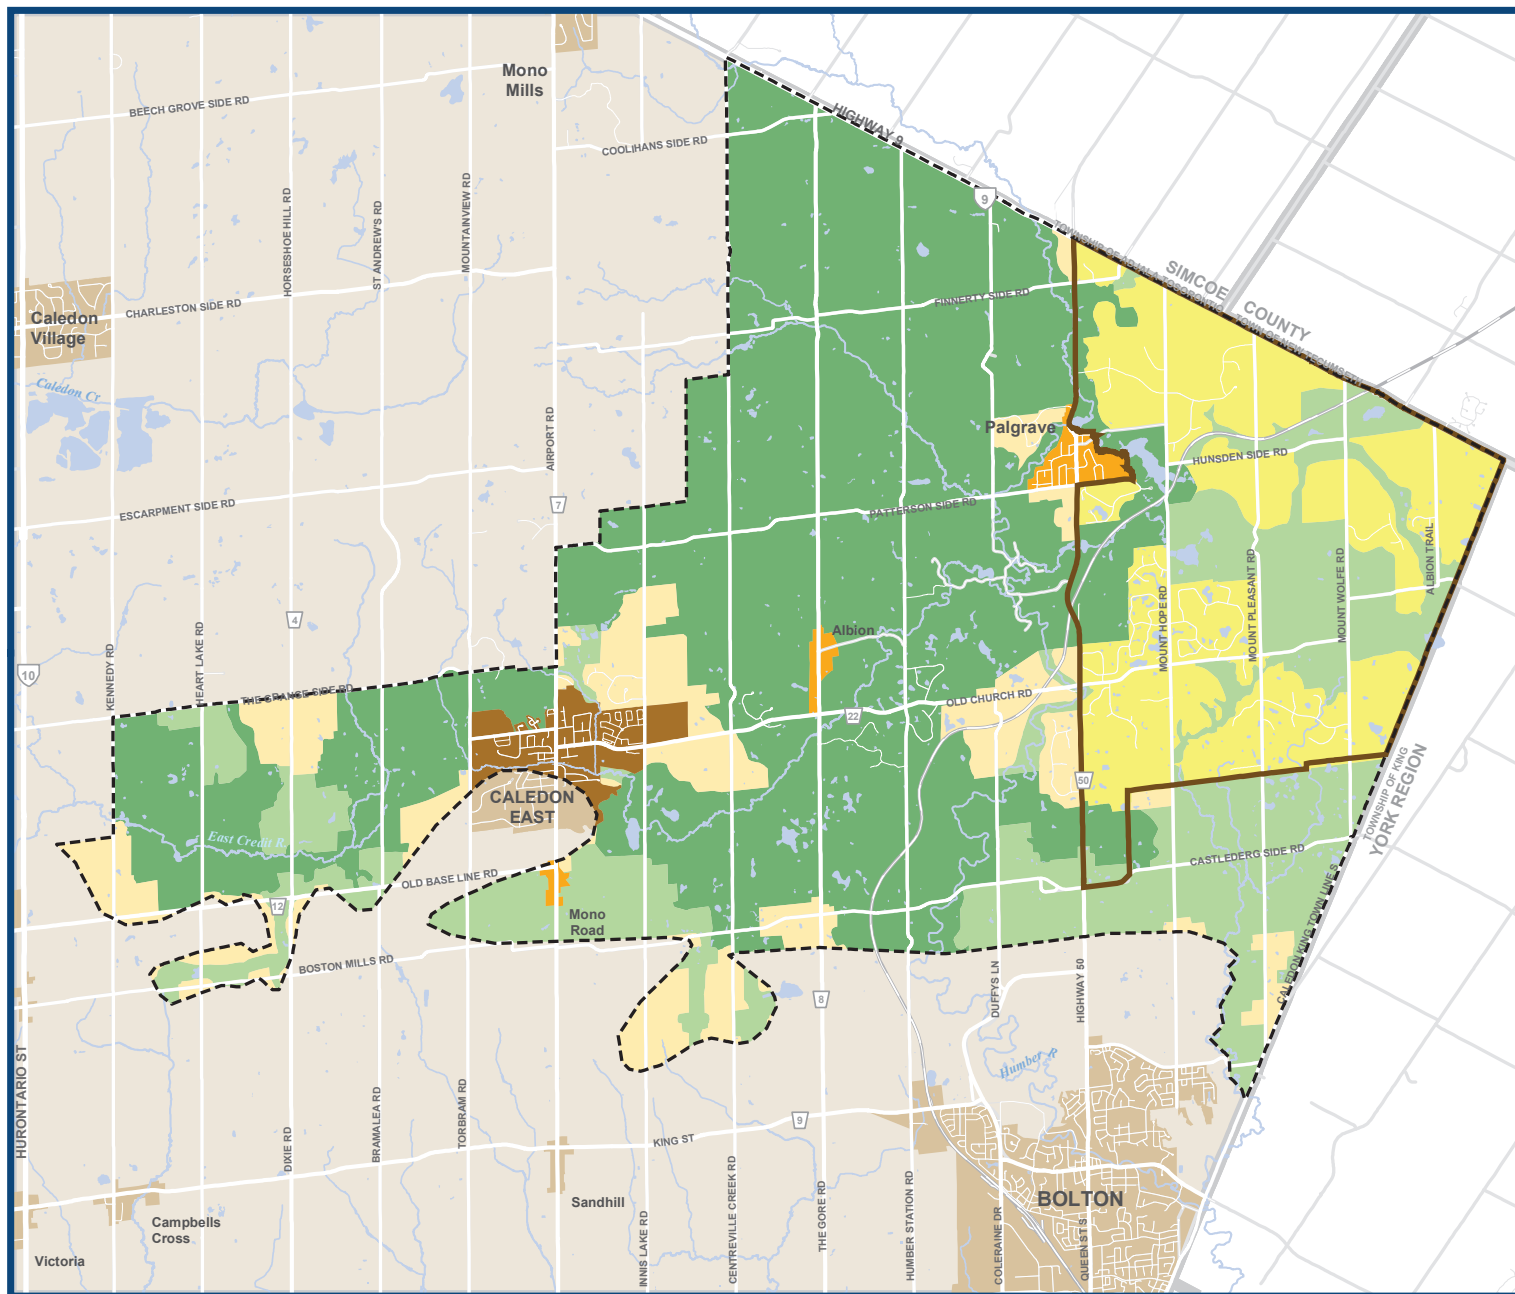 Mono
Mills
BEECH GROVE SIDE RD
COOLIHANS SIDE RD
HIGHWAY 9
9
HORSESHOE HILL RD
ST ANDREW'S RD
MOUNTAINVIEW RD
SIMCOE COUNTY
FINNERTY SIDE RD
CHARLESTON SIDE RD
Caledon
Village
Caledon Cr
AIRPORT RD
Palgrave
HUNSDEN SIDE RD
ESCARPMENT SIDE RD
7
PATTERSON SIDE RD
MOUNT HOPE RD
MOUNT PLEASANT RD
MOUNT WOLFE RD
ALBION TRAIL
4
Albion
10
KENNEDY RD
HEART LAKE RD
THE GRANGE SIDE RD
OLD CHURCH RD
22
50
TOWNSHIP OF KING
YORK REGION
CALEDON
EAST
East Credit R.
CASTLEDERG SIDE RD
OLD BASE LINE RD
12
Mono
Road
BOSTON MILLS RD
CALEDON KING TOWN LINE S
8
DUFFYS LN
HIGHWAY 50
Humber R
HURONTARIO ST
DIXIE RD
BRAMALEA RD
TORBRAM RD
9
KING ST
Sandhill
BOLTON
Campbells
Cross
Victoria
INNIS LAKE RD
CENTREVILLE CREEK RD
THE GORE RD
HUMBER STATION RD
COLERAINE DR
QUEEN ST S